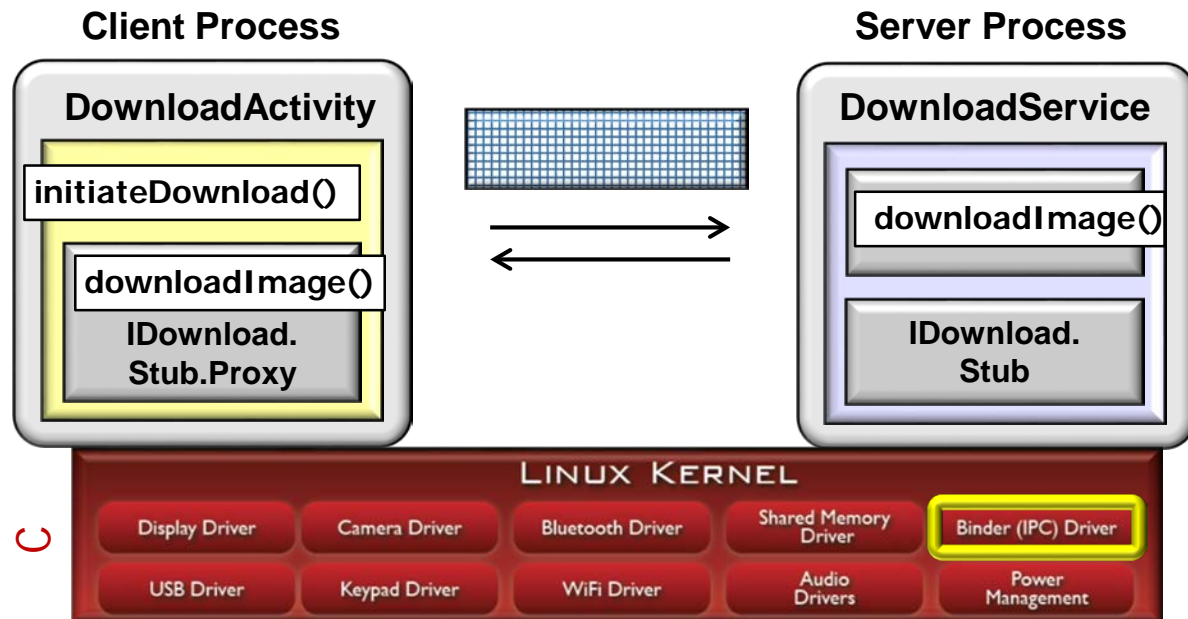 Client Process
Server Process
DownloadActivity
initiateDownload()
downloadImage()
IDownload.
Stub.Proxy
DownloadService
downloadImage()
IDownload.
Stub
LINUX KERNEL
C
Display Driver
Camera Driver
Bluetooth Driver
Shared Memory
Driver
Binder (IPC) Driver
USB Driver
Keypad Driver
WiFi Driver
Audio
Drivers
Power
Management